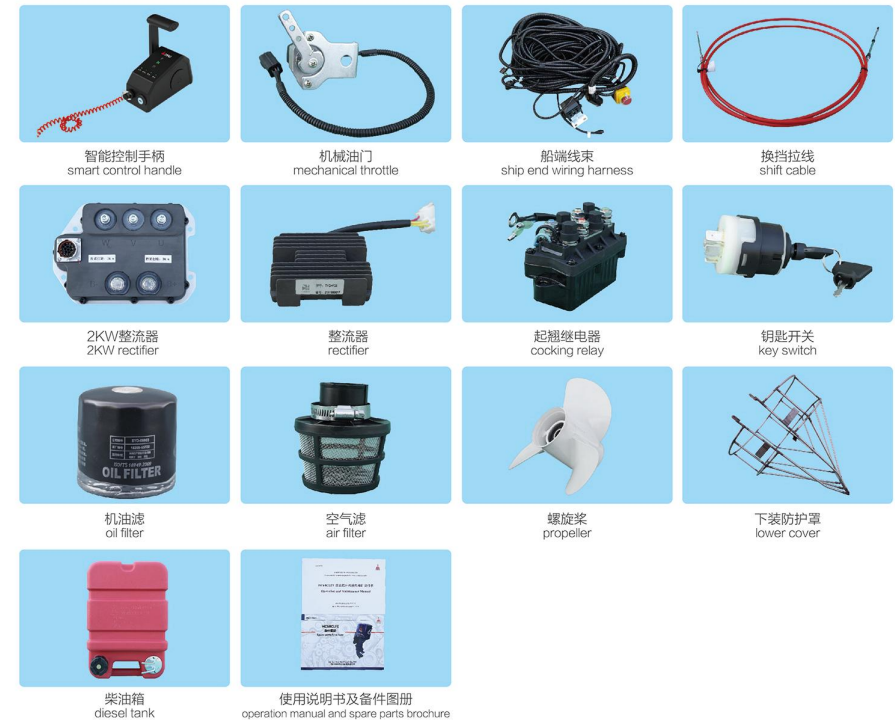 智能控制手柄
smart control handle
机械油门
mechanical throttle
船端线束
ship end wiring harness
换挡拉线
shift cable
2KW整流器
2KW rectifier
整流器
rectifier
起翘继电器
cocking relay
钥匙开关
key switch
OIL FILTER
机油滤
oil filter
空气滤
air filter
螺旋桨
propeller
下装防护罩
lower cover
柴油箱
diesel tank
使用说明书及备件图册
operation manual and spare parts brochure